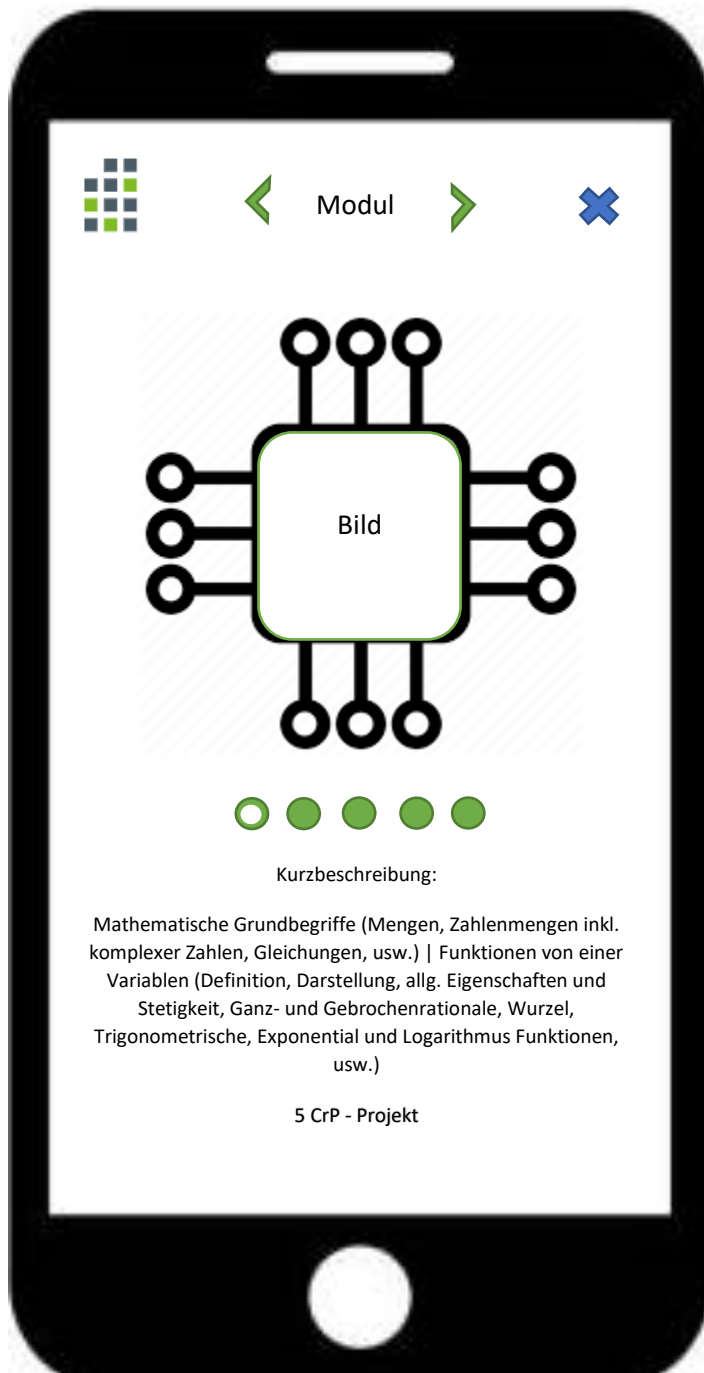 Modul
Bild
Kurzbeschreibung:
Mathematische Grundbegriffe (Mengen, Zahlenmengen inkl.
komplexer Zahlen, Gleichungen, usw.) | Funktionen von einer
Variablen (Definition, Darstellung, allg. Eigenschaften und
Stetigkeit, Ganz- und Gebrochenrationale, Wurzel,
Trigonometrische, Exponential und Logarithmus Funktionen,
usw.)
5 CrP - Projekt